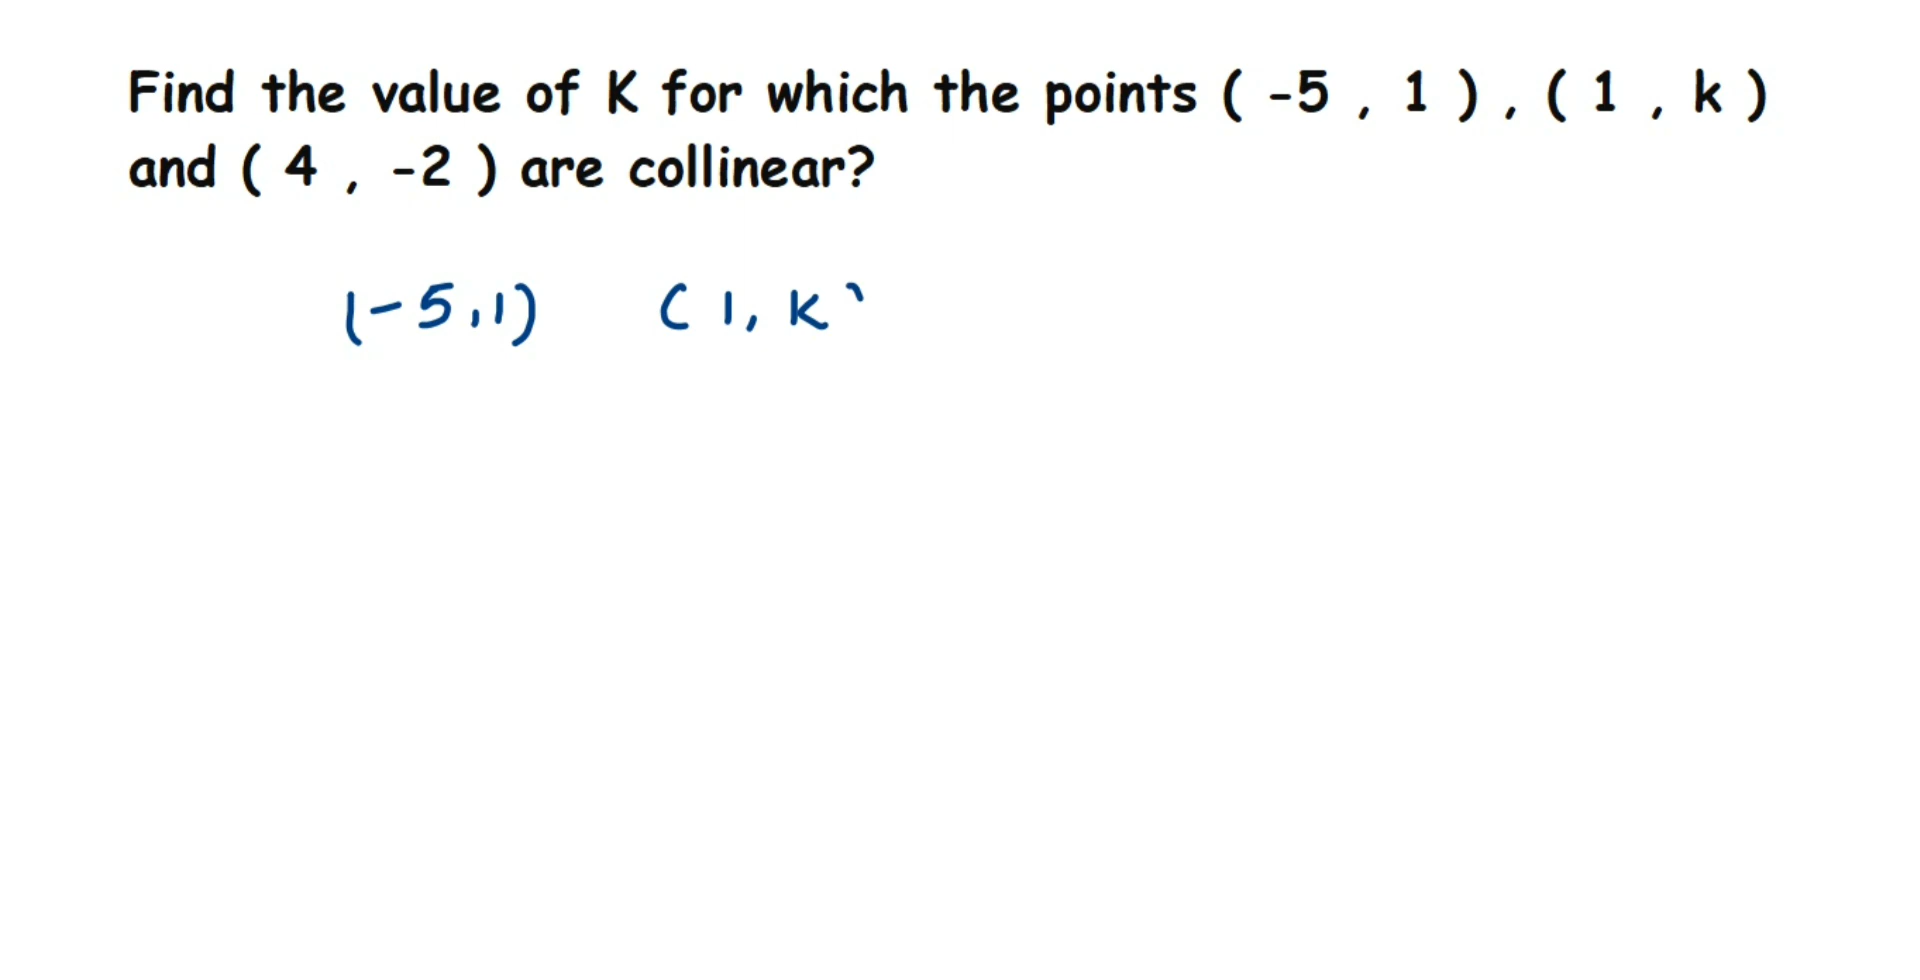 Find the value of K for which the points ( -5 , 1 ) , ( 1 , k )
and ( 4 , -2 ) are collinear?
(-5,1) ( 1, K )